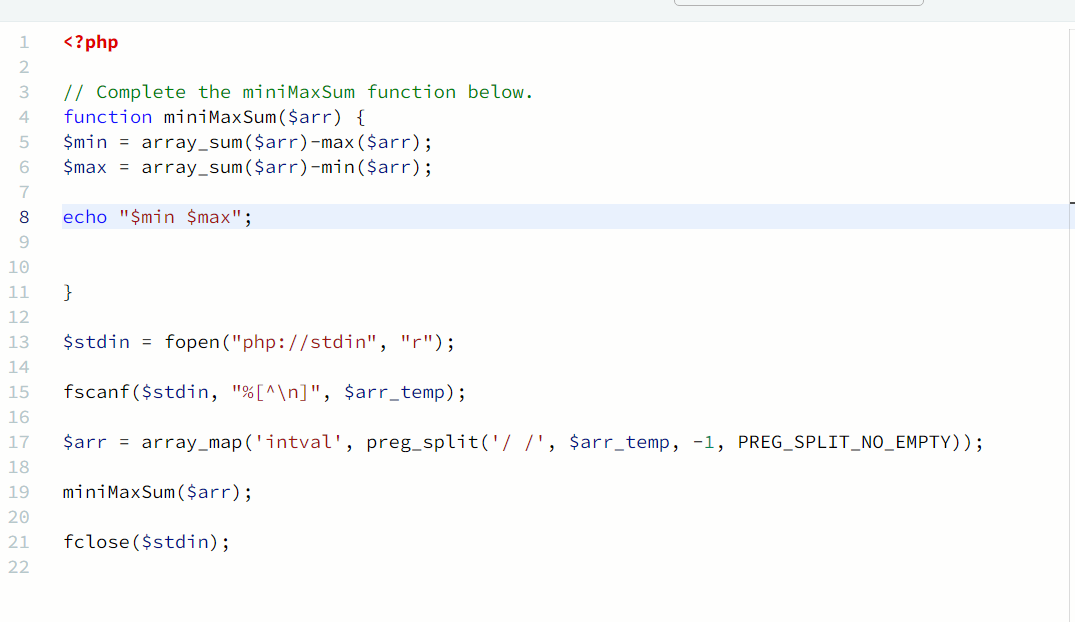 1 <?php
2
3 // Complete the miniMaxSum function below.
4 function miniMaxSum($arr) {
5 $min = array_sum($arr)-max($arr);
6 $max = array_sum($arr)-min($arr);
7
8 echo "$min $max";
9
10
11 }
12
13 $stdin = fopen("php://stdin", "r");
14
15 fscanf($stdin, "%[^\n]", $arr_temp);
16
17 $arr = array_map('intval', preg_split('/ /', $arr_temp, -1, PREG_SPLIT_NO_EMPTY));
18
19 miniMaxSum($arr);
20
21 fclose($stdin);
22